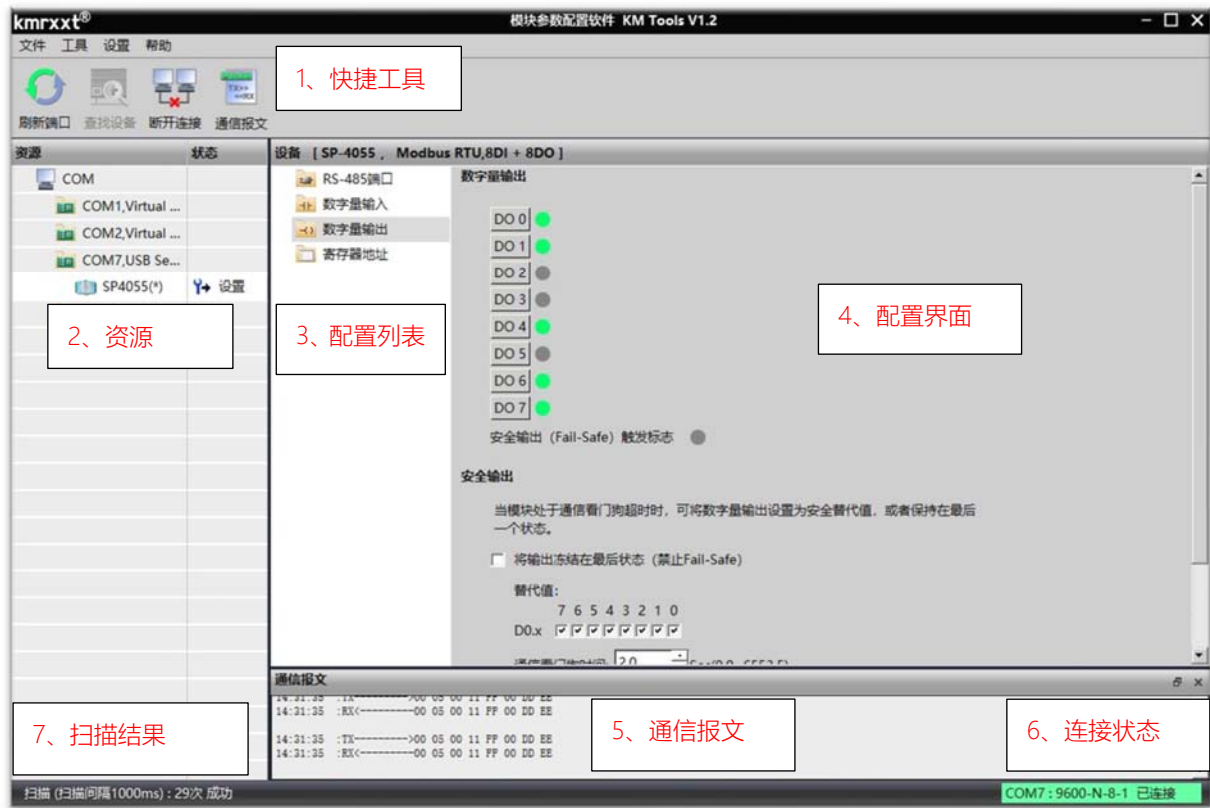 kmrxxt® 模块参数配置软件 KM Tools V1.2
文件 工具 设置 帮助
1、快捷工具
刷新端口 查找设备 断开连接 通信报文
资源 状态 设备 [ SP-4055 , Modbus RTU,8DI + 8DO ]
COM
COM1,Virtual ...
COM2,Virtual ...
COM7,USB Se...
SP4055(*) 设置
2、资源
RS-485端口
数字量输入
数字量输出
寄存器地址
3、配置列表
数字量输出
DO 0
DO 1
DO 2
DO 3
DO 4
DO 5
DO 6
DO 7
4、配置界面
安全输出（Fail-Safe）触发标志
安全输出
当模块处于通信看门狗超时时，可将数字量输出设置为安全替代值，或者保持在最后
一个状态。
将输出冻结在最后状态（禁止Fail-Safe）
替代值:
7 6 5 4 3 2 1 0
D0.x
通信看门狗时间: 2.0
通信报文
14:31:35 :TX--------->00 05 00 11 FF 00 DD EE
14:31:35 :RX<---------00 05 00 11 FF 00 DD EE
14:31:35 :TX--------->00 05 00 11 FF 00 DD EE
14:31:35 :RX<---------00 05 00 11 FF 00 DD EE
5、通信报文
6、连接状态
7、扫描结果
扫描 (扫描间隔1000ms) : 29次 成功
COM7 : 9600-N-8-1 已连接